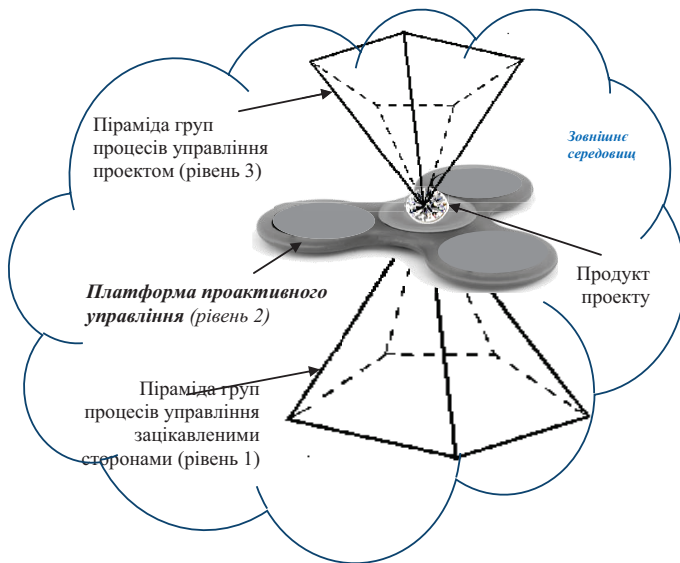 Піраміда груп
процесів управління
проектом (рівень 3)
Зовнішнє
середовищ
Продукт
проекту
Платформа проактивного
управління (рівень 2)
Піраміда груп
процесів управління
зацікавленими
сторонами (рівень 1)